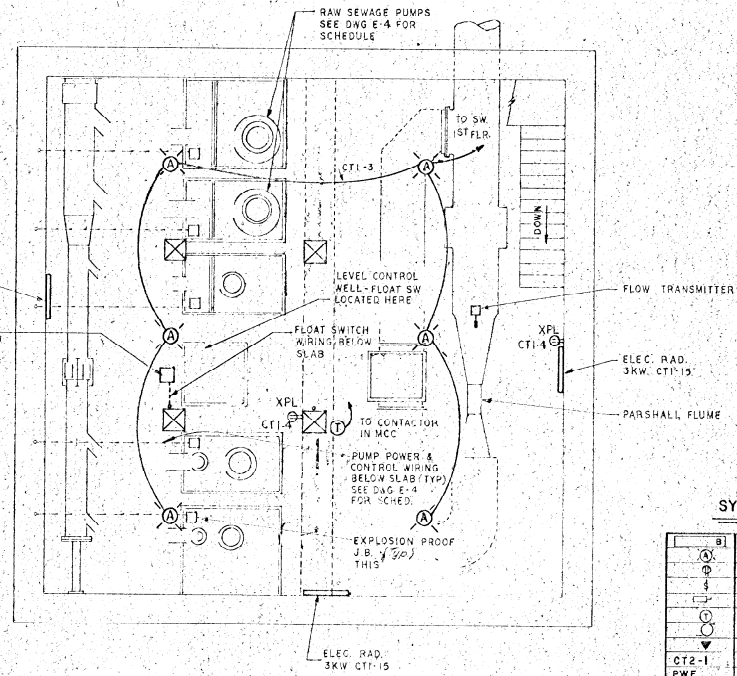 RAW SEWAGE PUMPS
SEE DWG E-4 FOR
SCHEDULE
TO SW.
1ST FLR.
A
CT1-3
A
DOWN
LEVEL CONTROL
WELL-FLOAT SW
LOCATED HERE
FLOW TRANSMITTER
FLOAT SWITCH
WIRING BELOW
SLAB
A
A
XPL
CT1-4
ELEC. RAD.
3KW. CT1-15
XPL
CT1-4
T
TO CONTACTOR
IN MCC
PARSHALL FLUME
PUMP POWER &
CONTROL WIRING
BELOW SLAB (TYP)
SEE DWG E-4
FOR SCHED.
A
A
EXPLOSION PROOF
J.B. (Typ)
THIS
ELEC. RAD.
3KW CT1-15
SY
B
A
$
T
CT2-1
PWF